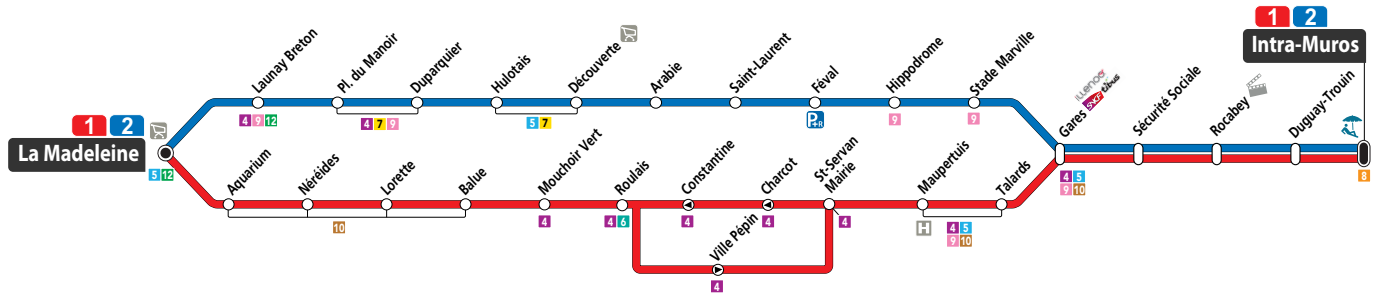 1 2
Intra-Muros
Launay Breton
Pl. du Manoir
Duparquier
Hulotais
Découverte
Arabie
Saint-Laurent
Féval
Hippodrome
Stade Marville
illenoo
SNCF tibus
Gares
Sécurité Sociale
Rocabey
Duguay-Trouin
4 9 12
4 7 9
5 7
P+R
9
9
1 2
La Madeleine
5 12
4 5
9 10
8
Aquarium
Néréides
Lorette
Balue
Mouchoir Vert
Roulais
Constantine
Charcot
St-Servan
Mairie
Maupertuis
Talards
10
4
4 6
4
4
4
H
4 5
9 10
Ville Pépin
4